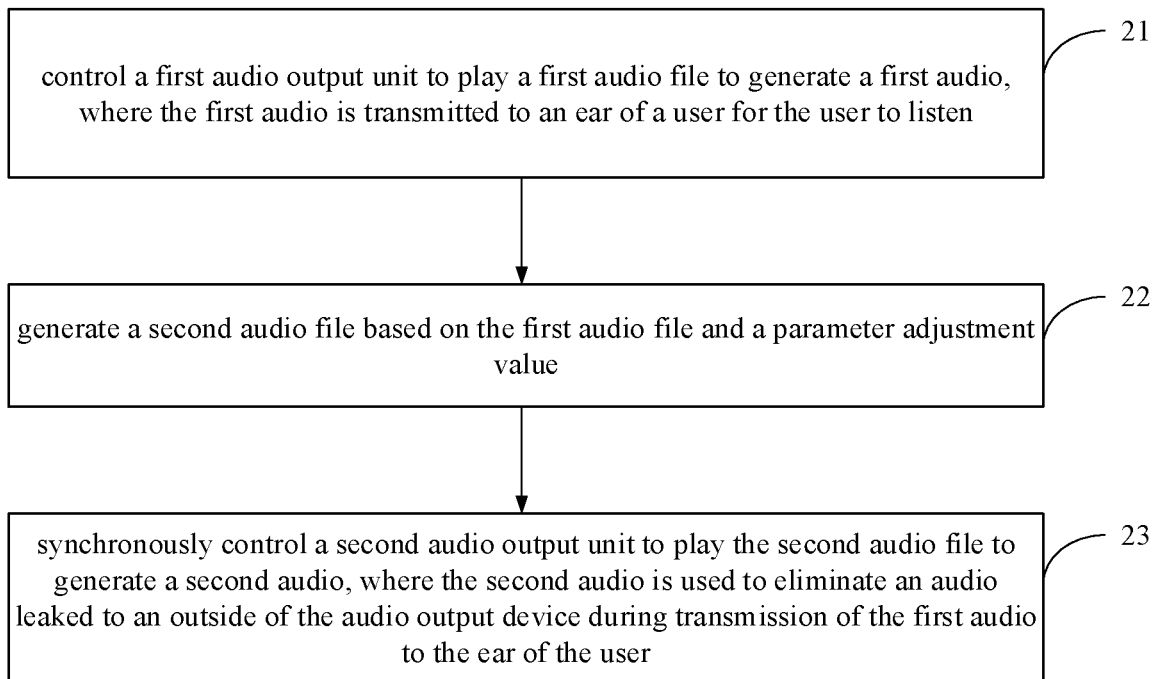 21
control a first audio output unit to play a first audio file to generate a first audio,
where the first audio is transmitted to an ear of a user for the user to listen
22
generate a second audio file based on the first audio file and a parameter adjustment
value
23
synchronously control a second audio output unit to play the second audio file to
generate a second audio, where the second audio is used to eliminate an audio
leaked to an outside of the audio output device during transmission of the first audio
to the ear of the user